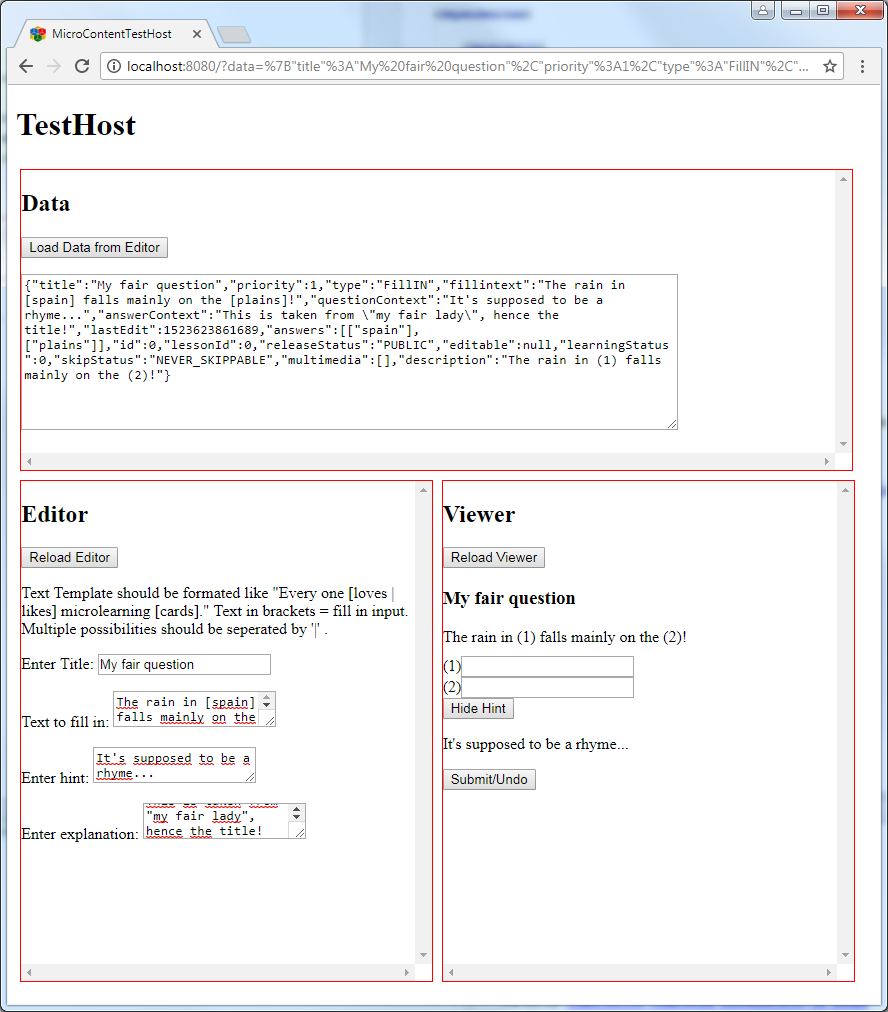 MicroContentTestHost
localhost:8080/?data=%7B"title"%3A"My%20fair%20question"%2C"priority"%3A1%2C"type"%3A"FillIN"%2C"...
TestHost
Data
Load Data from Editor
{"title":"My fair question","priority":1,"type":"FillIN","fillintext":"The rain in
[spain] falls mainly on the [plains]!","questionContext":"It's supposed to be a
rhyme...","answerContext":"This is taken from \"my fair lady\", hence the
title!","lastEdit":1523623861689,"answers":[["spain"],
["plains"]],"id":0,"lessonId":0,"releaseStatus":"PUBLIC","editable":null,"learningStatus
":0,"skipStatus":"NEVER_SKIPPABLE","multimedia":[],"description":"The rain in (1) falls
mainly on the (2)!"}
Editor
Reload Editor
Text Template should be formated like "Every one [loves |
likes] microlearning [cards]." Text in brackets = fill in input.
Multiple possibilities should be seperated by '|' .
Enter Title: My fair question
The rain in [spain]
Text to fill in: falls mainly on the
It's supposed to be a
Enter hint: rhyme...
This is taken from
"my fair lady",
Enter explanation: hence the title!
Viewer
Reload Viewer
My fair question
The rain in (1) falls mainly on the (2)!
(1)
(2)
Hide Hint
It's supposed to be a rhyme...
Submit/Undo